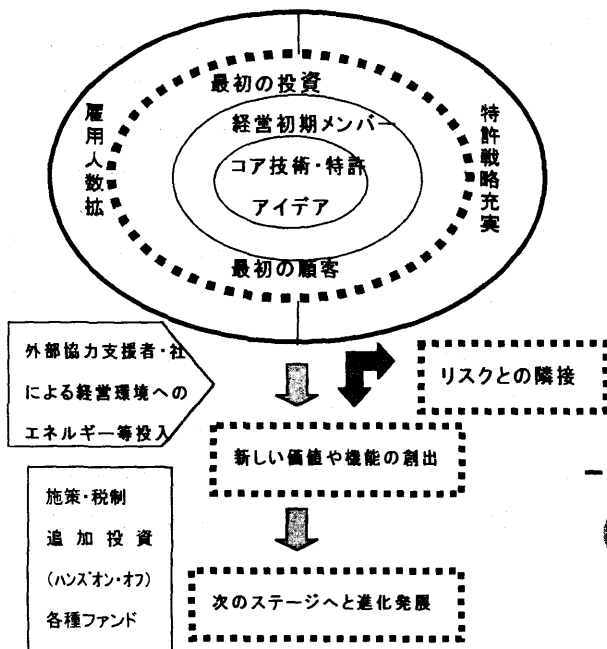 最初の投資
経営初期メンバー
コア技術・特許
アイデア
最初の顧客
雇用人数拡
特許戦略充実
外部協力支援者・社
による経営環境への
エネルギー等投入
リスクとの隣接
新しい価値や機能の創出
施策・税制
追加投資
(ハンズオン・オフ)
各種ファンド
次のステージへと進化発展